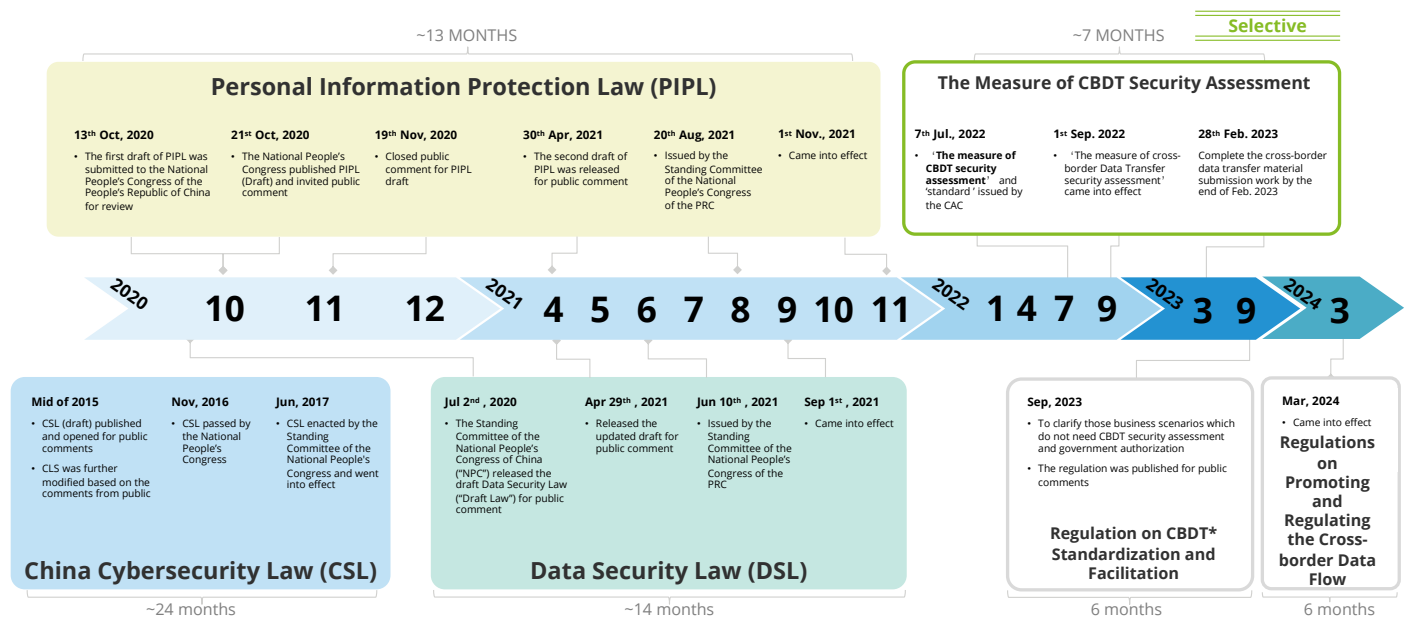 ~13 MONTHS
~7 MONTHS
Selective
Personal Information Protection Law (PIPL)
13th Oct, 2020
• The first draft of PIPL was
submitted to the National
People's Congress of the
People's Republic of China
for review
21st Oct, 2020
• The National People's
Congress published PIPL
(Draft) and invited public
comment
19th Nov, 2020
• Closed public
comment for PIPL
draft
30th Apr, 2021
• The second draft of
PIPL was released
for public comment
20th Aug, 2021
• Issued by the
Standing Committee
of the National
People's Congress
of the PRC
1st Nov., 2021
• Came into effect
The Measure of CBDT Security Assessment
7th Jul., 2022
• 'The measure of
CBDT security
assessment' and
'standard' issued by
the CAC
1st Sep. 2022
• 'The measure of cross-
border Data Transfer
security assessment'
came into effect
28th Feb. 2023
Complete the cross-border
data transfer material
submission work by the
end of Feb. 2023
2020 10 11 12 2021 4 5 6 7 8 9 10 11 2022 1 4 7 9 2023 3 9 2024 3
Mid of 2015
• CSL (draft) published
and opened for public
comments
• CLS was further
modified based on the
comments from public
Nov, 2016
• CSL passed by
the National
People's
Congress
Jun, 2017
• CSL enacted by the
Standing
Committee of the
National People's
Congress and went
into effect
China Cybersecurity Law (CSL)
~24 months
Jul 2nd , 2020
• The Standing
Committee of the
National People's
Congress of China
("NPC") released the
draft Data Security Law
("Draft Law") for public
comment
Apr 29th , 2021
• Released the
updated draft for
public comment
Jun 10th , 2021
• Issued by the
Standing
Committee of the
National People's
Congress of the
PRC
Sep 1st , 2021
• Came into effect
Data Security Law (DSL)
~14 months
Sep, 2023
• To clarify those business scenarios which
do not need CBDT security assessment
and government authorization
• The regulation was published for public
comments
Regulation on CBDT*
Standardization and
Facilitation
6 months
Mar, 2024
• Came into effect
Regulations
on
Promoting
and
Regulating
the Cross-
border Data
Flow
6 months